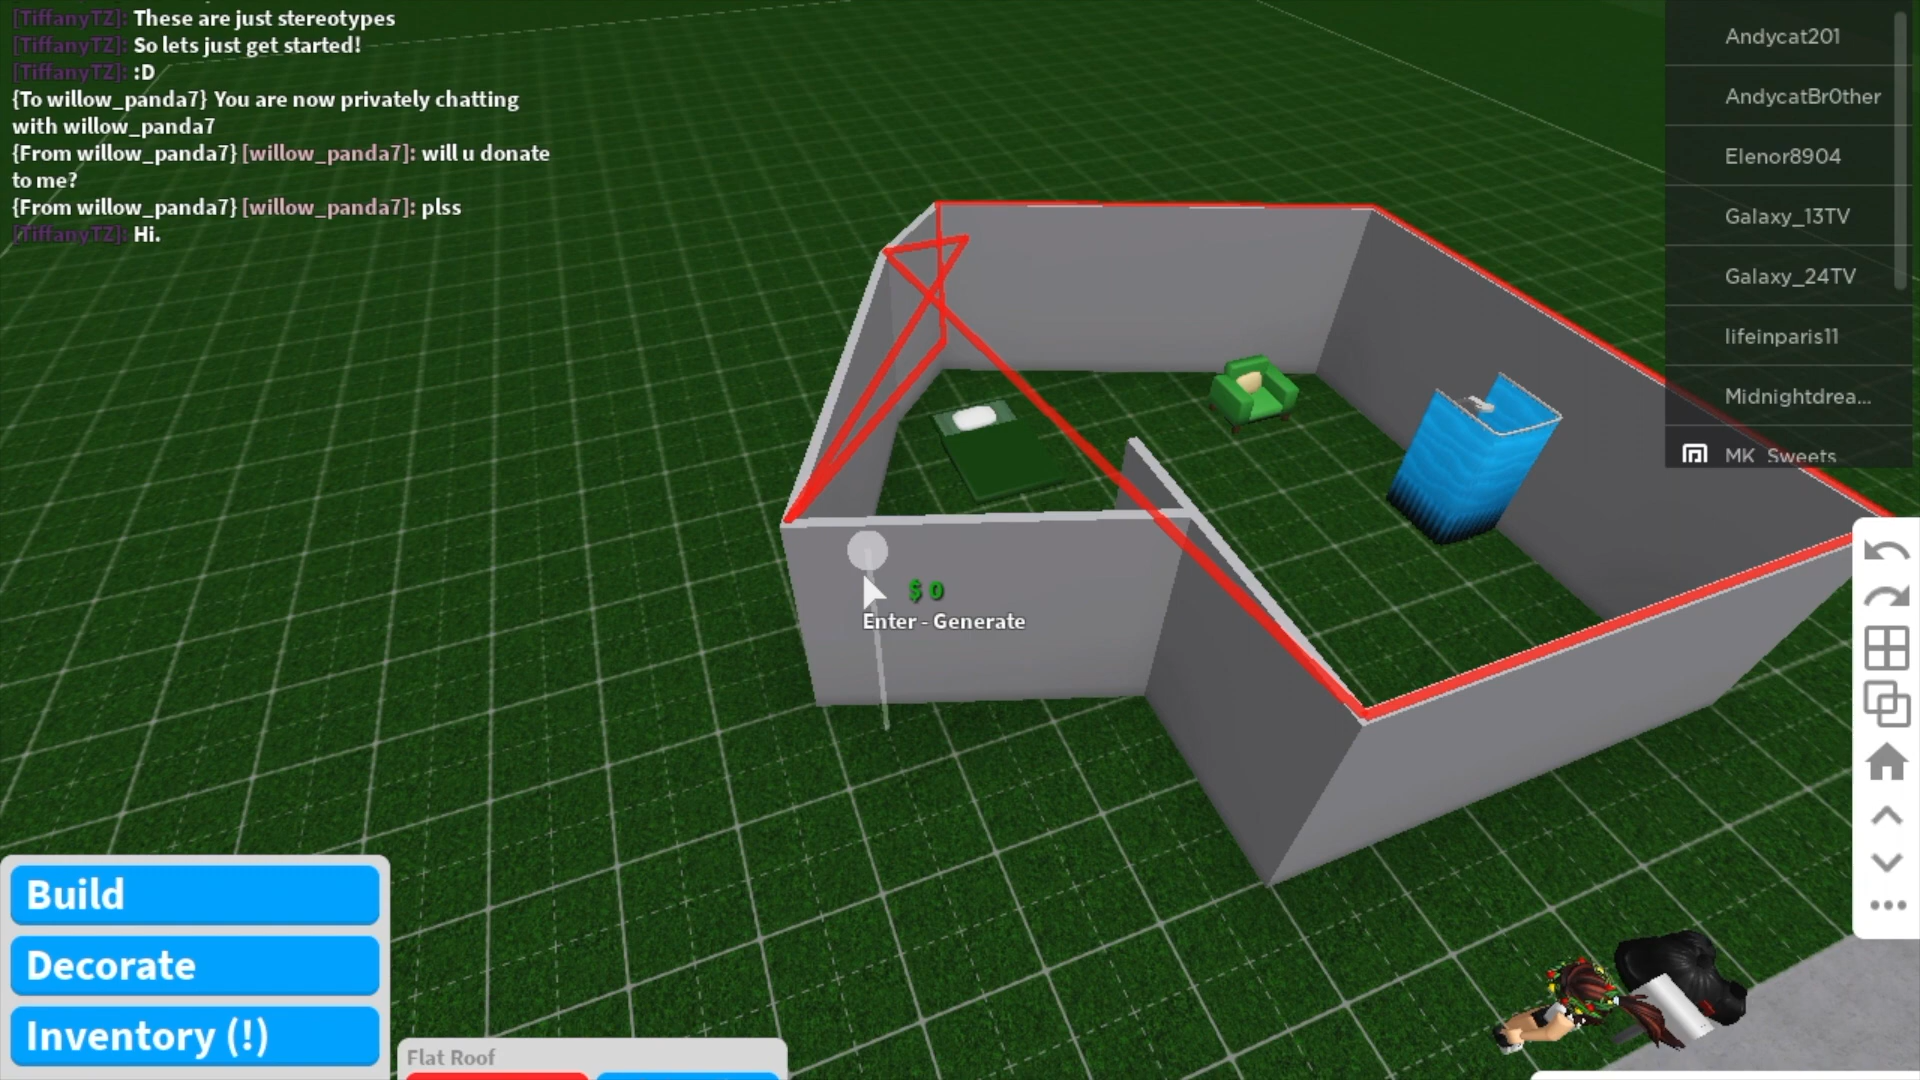 [TiffanyTZ]: These are just stereotypes
[TiffanyTZ]: So lets just get started!
[TiffanyTZ]: :D
{To willow_panda7} You are now privately chatting
with willow_panda7
{From willow_panda7} [willow_panda7]: will u donate
to me?
{From willow_panda7} [willow_panda7]: plss
[TiffanyTZ]: Hi.
Andycat201
AndycatBr0ther
Elenor8904
Galaxy_13TV
Galaxy_24TV
lifeinparis11
Midnightdrea...
MK_Sweets
$ 0
Enter - Generate
Build
Decorate
Inventory (!)
Flat Roof